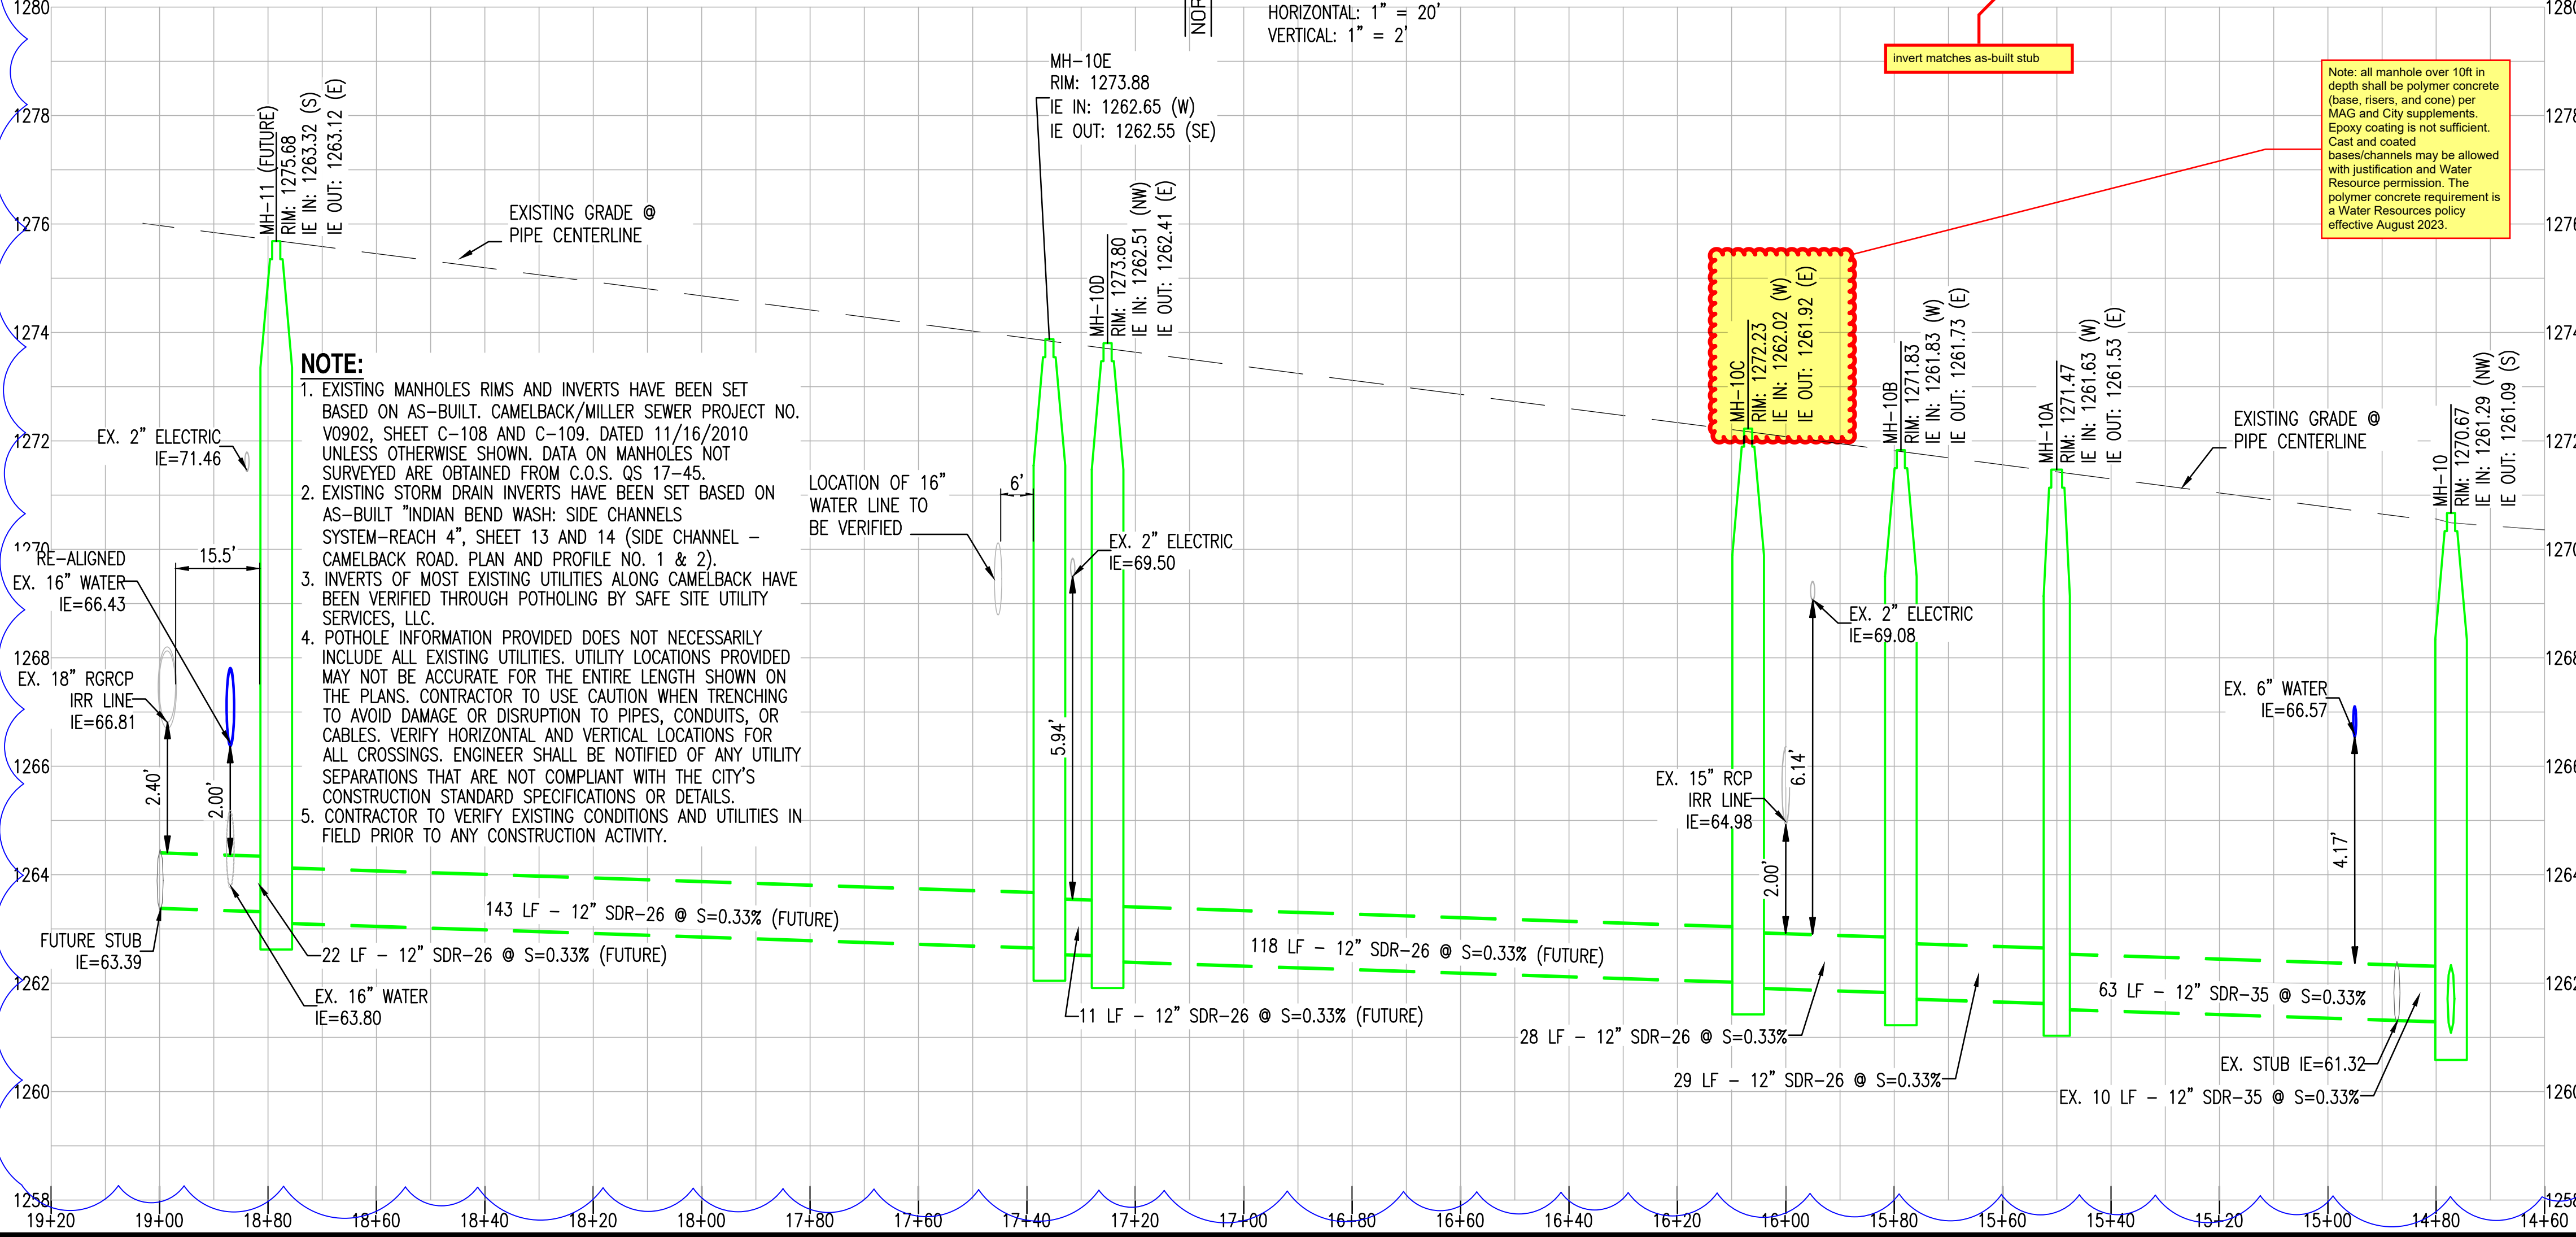 1280
1278
1276
1274
1272
1270
1268
1266
1264
1262
1260
1258
NOR
HORIZONTAL: 1" = 20'
VERTICAL: 1" = 2'
invert matches as-built stub
Note: all manhole over 10ft in
depth shall be polymer concrete
(base, risers, and cone) per
MAG and City supplements.
Epoxy coating is not sufficient.
Cast and coated
bases/channels may be allowed
with justification and Water
Resource permission. The
polymer concrete requirement is
a Water Resources policy
effective August 2023.
MH-11 (FUTURE)
RIM: 1275.68
IE IN: 1263.32 (S)
IE OUT: 1263.12 (E)
EXISTING GRADE @
PIPE CENTERLINE
MH-10E
RIM: 1273.88
IE IN: 1262.65 (W)
IE OUT: 1262.55 (SE)
MH-10D
RIM: 1273.80
IE IN: 1262.51 (NW)
IE OUT: 1262.41 (E)
MH-10C
RIM: 1272.23
IE IN: 1262.02 (W)
IE OUT: 1261.92 (E)
MH-10B
RIM: 1271.83
IE IN: 1261.83 (W)
IE OUT: 1261.73 (E)
MH-10A
RIM: 1271.47
IE IN: 1261.63 (W)
IE OUT: 1261.53 (E)
EXISTING GRADE @
PIPE CENTERLINE
MH-10
RIM: 1270.67
IE IN: 1261.29 (NW)
IE OUT: 1261.09 (S)
NOTE:
1. EXISTING MANHOLES RIMS AND INVERTS HAVE BEEN SET
BASED ON AS-BUILT. CAMELBACK/MILLER SEWER PROJECT NO.
V0902, SHEET C-108 AND C-109. DATED 11/16/2010
UNLESS OTHERWISE SHOWN. DATA ON MANHOLES NOT
SURVEYED ARE OBTAINED FROM C.O.S. QS 17-45.
2. EXISTING STORM DRAIN INVERTS HAVE BEEN SET BASED ON
AS-BUILT "INDIAN BEND WASH: SIDE CHANNELS
SYSTEM-REACH 4", SHEET 13 AND 14 (SIDE CHANNEL -
CAMELBACK ROAD. PLAN AND PROFILE NO. 1 & 2).
3. INVERTS OF MOST EXISTING UTILITIES ALONG CAMELBACK HAVE
BEEN VERIFIED THROUGH POTHOLING BY SAFE SITE UTILITY
SERVICES, LLC.
4. POTHOLE INFORMATION PROVIDED DOES NOT NECESSARILY
INCLUDE ALL EXISTING UTILITIES. UTILITY LOCATIONS PROVIDED
MAY NOT BE ACCURATE FOR THE ENTIRE LENGTH SHOWN ON
THE PLANS. CONTRACTOR TO USE CAUTION WHEN TRENCHING
TO AVOID DAMAGE OR DISRUPTION TO PIPES, CONDUITS, OR
CABLES. VERIFY HORIZONTAL AND VERTICAL LOCATIONS FOR
ALL CROSSINGS. ENGINEER SHALL BE NOTIFIED OF ANY UTILITY
SEPARATIONS THAT ARE NOT COMPLIANT WITH THE CITY'S
CONSTRUCTION STANDARD SPECIFICATIONS OR DETAILS.
5. CONTRACTOR TO VERIFY EXISTING CONDITIONS AND UTILITIES IN
FIELD PRIOR TO ANY CONSTRUCTION ACTIVITY.
EX. 2" ELECTRIC
IE=71.46
15.5'
RE-ALIGNED
EX. 16" WATER
IE=66.43
EX. 18" RGRCP
IRR LINE
IE=66.81
2.40'
2.00'
FUTURE STUB
IE=63.39
22 LF - 12" SDR-26 @ S=0.33% (FUTURE)
EX. 16" WATER
IE=63.80
143 LF - 12" SDR-26 @ S=0.33% (FUTURE)
LOCATION OF 16"
WATER LINE TO
BE VERIFIED
6'
EX. 2" ELECTRIC
IE=69.50
5.94'
11 LF - 12" SDR-26 @ S=0.33% (FUTURE)
118 LF - 12" SDR-26 @ S=0.33% (FUTURE)
EX. 15" RCP
IRR LINE
IE=64.98
2.00'
6.14'
EX. 2" ELECTRIC
IE=69.08
28 LF - 12" SDR-26 @ S=0.33%
29 LF - 12" SDR-26 @ S=0.33%
63 LF - 12" SDR-35 @ S=0.33%
EX. 6" WATER
IE=66.57
4.17'
EX. STUB IE=61.32
EX. 10 LF - 12" SDR-35 @ S=0.33%
19+20
19+00
18+80
18+60
18+40
18+20
18+00
17+80
17+60
17+40
17+20
17+00
16+80
16+60
16+40
16+20
16+00
15+80
15+60
15+40
15+20
15+00
14+80
14+60